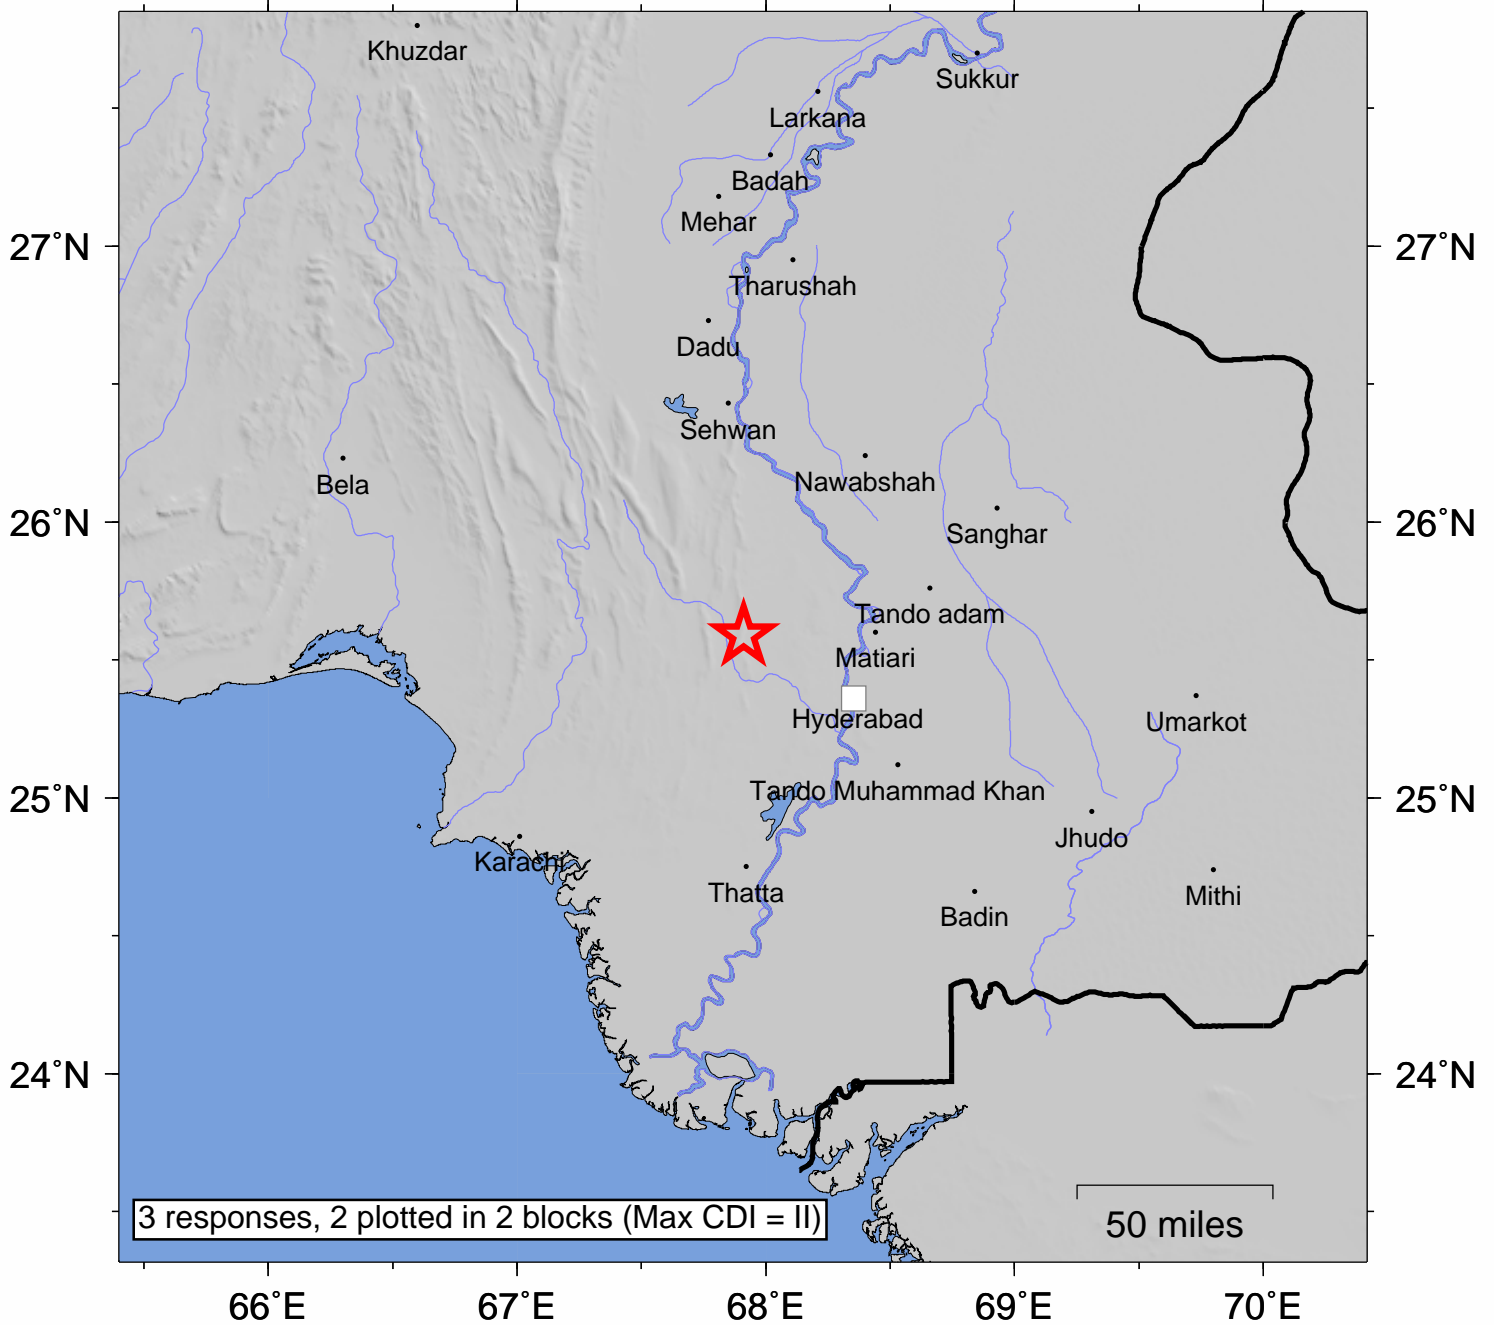 Khuzdar
Sukkur
Larkana
Badah
Mehar
27°N
27°N
Tharushah
Dadu
Sehwan
Bela
Nawabshah
26°N
26°N
Sanghar
Tando adam
Matiari
Hyderabad
Umarkot
25°N
Tando Muhammad Khan
25°N
Jhudo
Karachi
Thatta
Mithi
Badin
24°N
24°N
3 responses, 2 plotted in 2 blocks (Max CDI = II)
50 miles
66°E
67°E
68°E
69°E
70°E